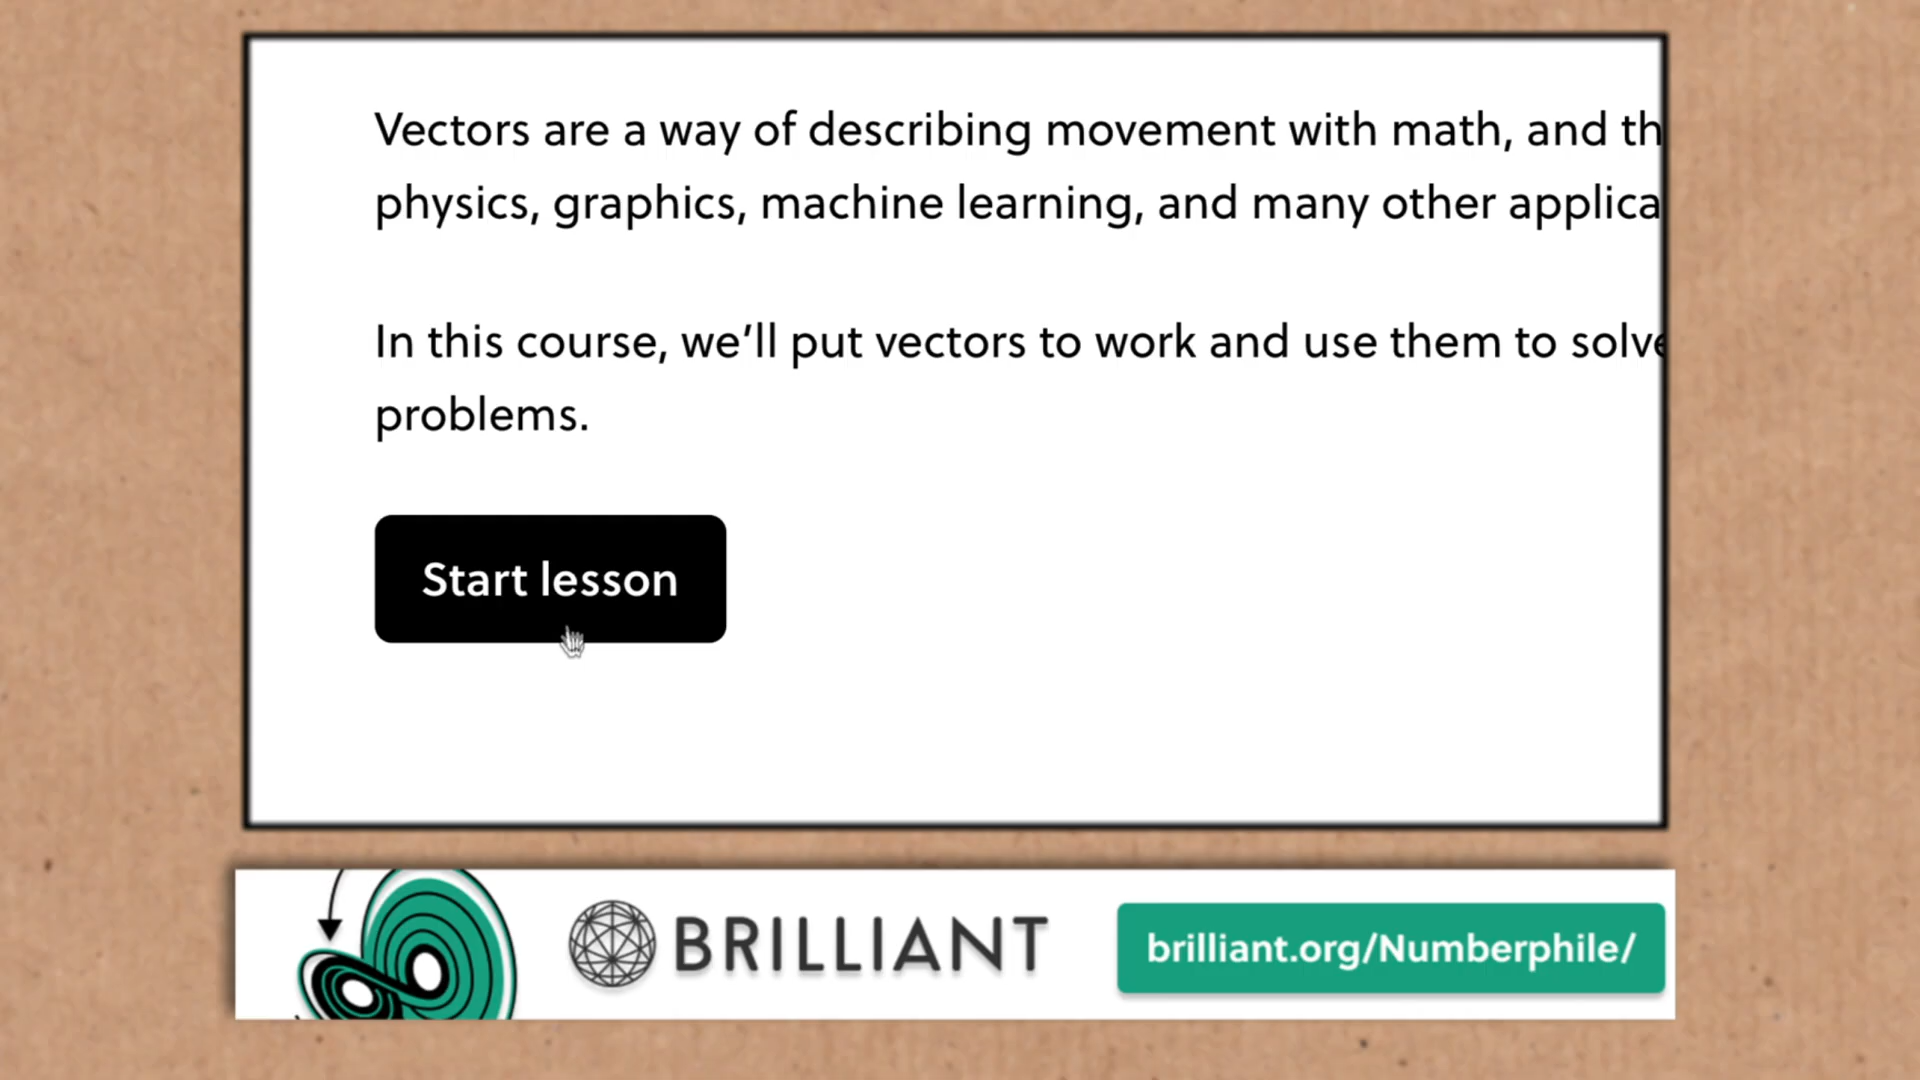 Vectors are a way of describing movement with math, and th
physics, graphics, machine learning, and many other applica
In this course, we’ll put vectors to work and use them to solve
problems.
Start lesson
BRILLIANT
brilliant.org/Numberphile/